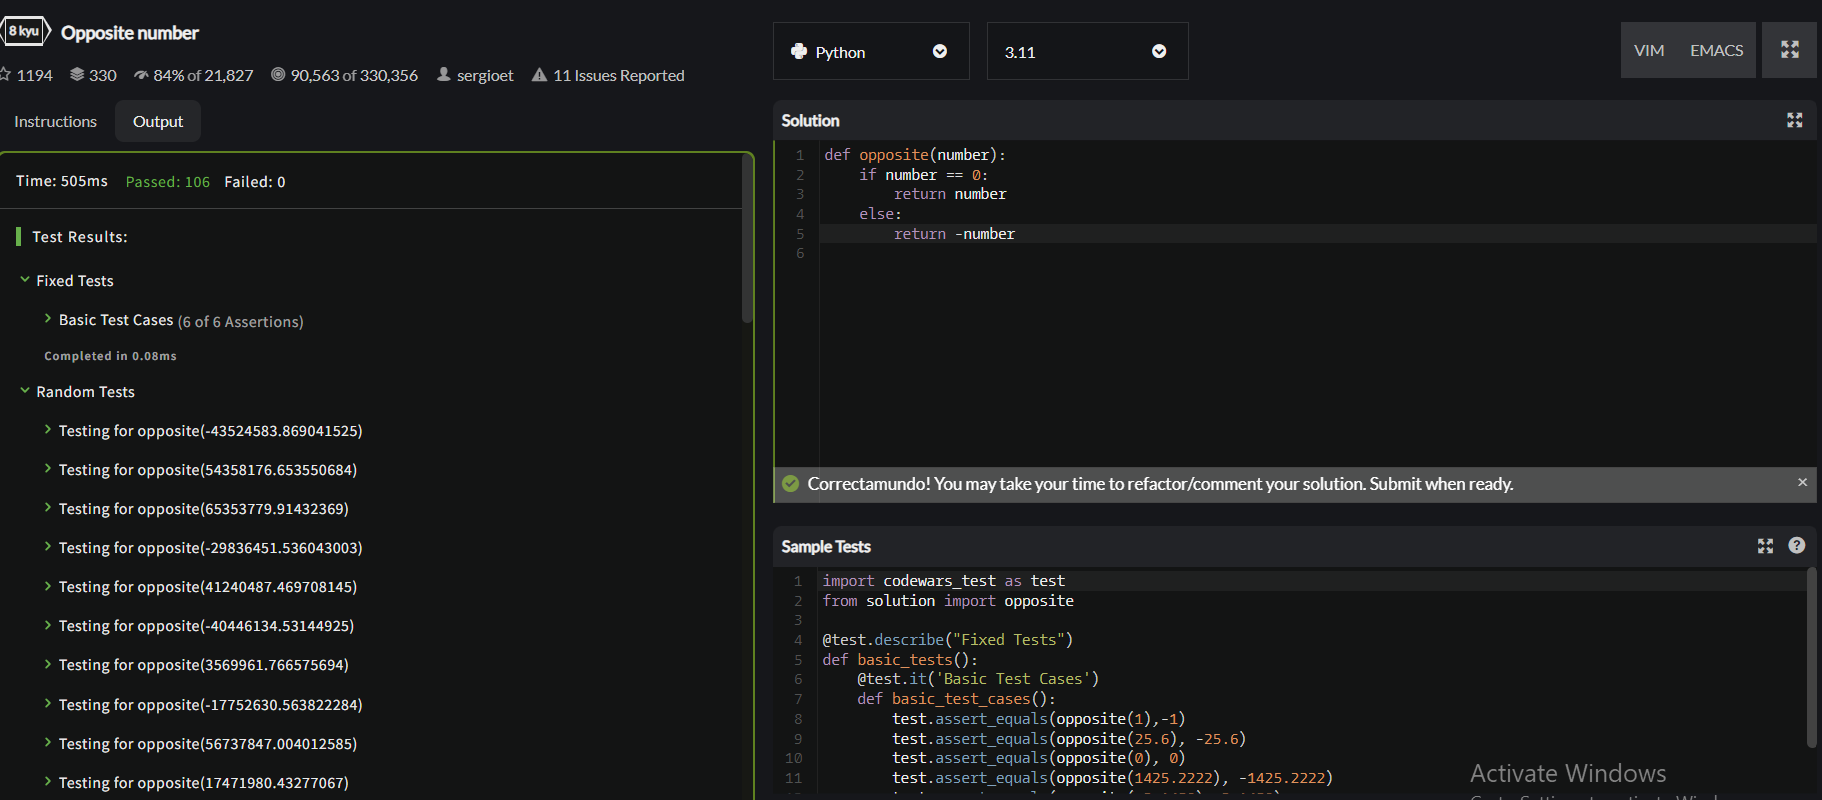 8 kyu Opposite number
1194 330 84% of 21,827 90,563 of 330,356 sergioet 11 Issues Reported
Instructions Output
Time: 505ms Passed: 106 Failed: 0
Test Results:
Fixed Tests
Basic Test Cases (6 of 6 Assertions)
Completed in 0.08ms
Random Tests
Testing for opposite(-43524583.869041525)
Testing for opposite(54358176.653550684)
Testing for opposite(65353779.91432369)
Testing for opposite(-29836451.536043003)
Testing for opposite(41240487.469708145)
Testing for opposite(-40446134.53144925)
Testing for opposite(3569961.766575694)
Testing for opposite(-17752630.563822284)
Testing for opposite(56737847.004012585)
Testing for opposite(17471980.43277067)
Python 3.11 VIM EMACS
Solution
1 def opposite(number):
2 if number == 0:
3 return number
4 else:
5 return -number
6
Correctamundo! You may take your time to refactor/comment your solution. Submit when ready. ×
Sample Tests ?
1 import codewars_test as test
2 from solution import opposite
3
4 @test.describe("Fixed Tests")
5 def basic_tests():
6 @test.it('Basic Test Cases')
7 def basic_test_cases():
8 test.assert_equals(opposite(1),-1)
9 test.assert_equals(opposite(25.6), -25.6)
10 test.assert_equals(opposite(0), 0)
11 test.assert_equals(opposite(1425.2222), -1425.2222)
Activate Windows